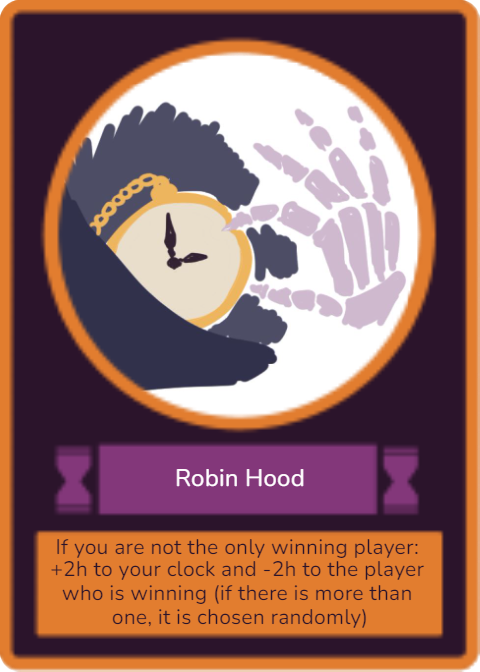 Robin Hood
If you are not the only winning player:
+2h to your clock and -2h to the player
who is winning (if there is more than
one, it is chosen randomly)